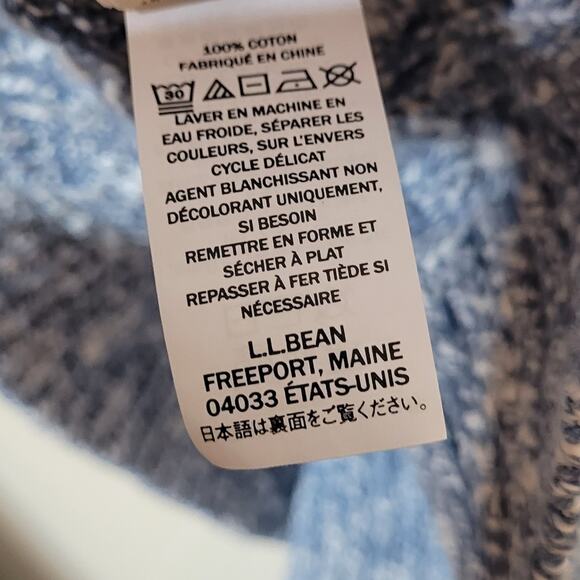 100% COTON
FABRIQUÉ EN CHINE
30
LAVER EN MACHINE EN
EAU FROIDE, SÉPARER LES
COULEURS, SUR L'ENVERS
CYCLE DÉLICAT
AGENT BLANCHISSANT NON
DÉCOLORANT UNIQUEMENT,
SI BESOIN
REMETTRE EN FORME ET
SÉCHER À PLAT
REPASSER À FER TIÈDE SI
NÉCESSAIRE
L.L.BEAN
FREEPORT, MAINE
04033 ÉTATS-UNIS
日本語は裏面をご覧ください。